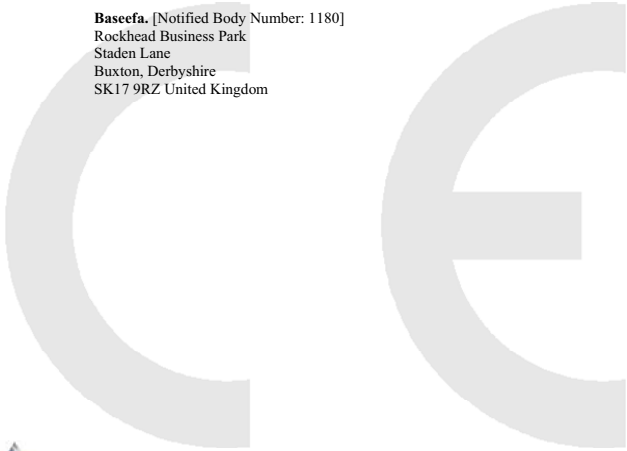 Baseefa. [Notified Body Number: 1180]
Rockhead Business Park
Staden Lane
Buxton, Derbyshire
SK17 9RZ United Kingdom